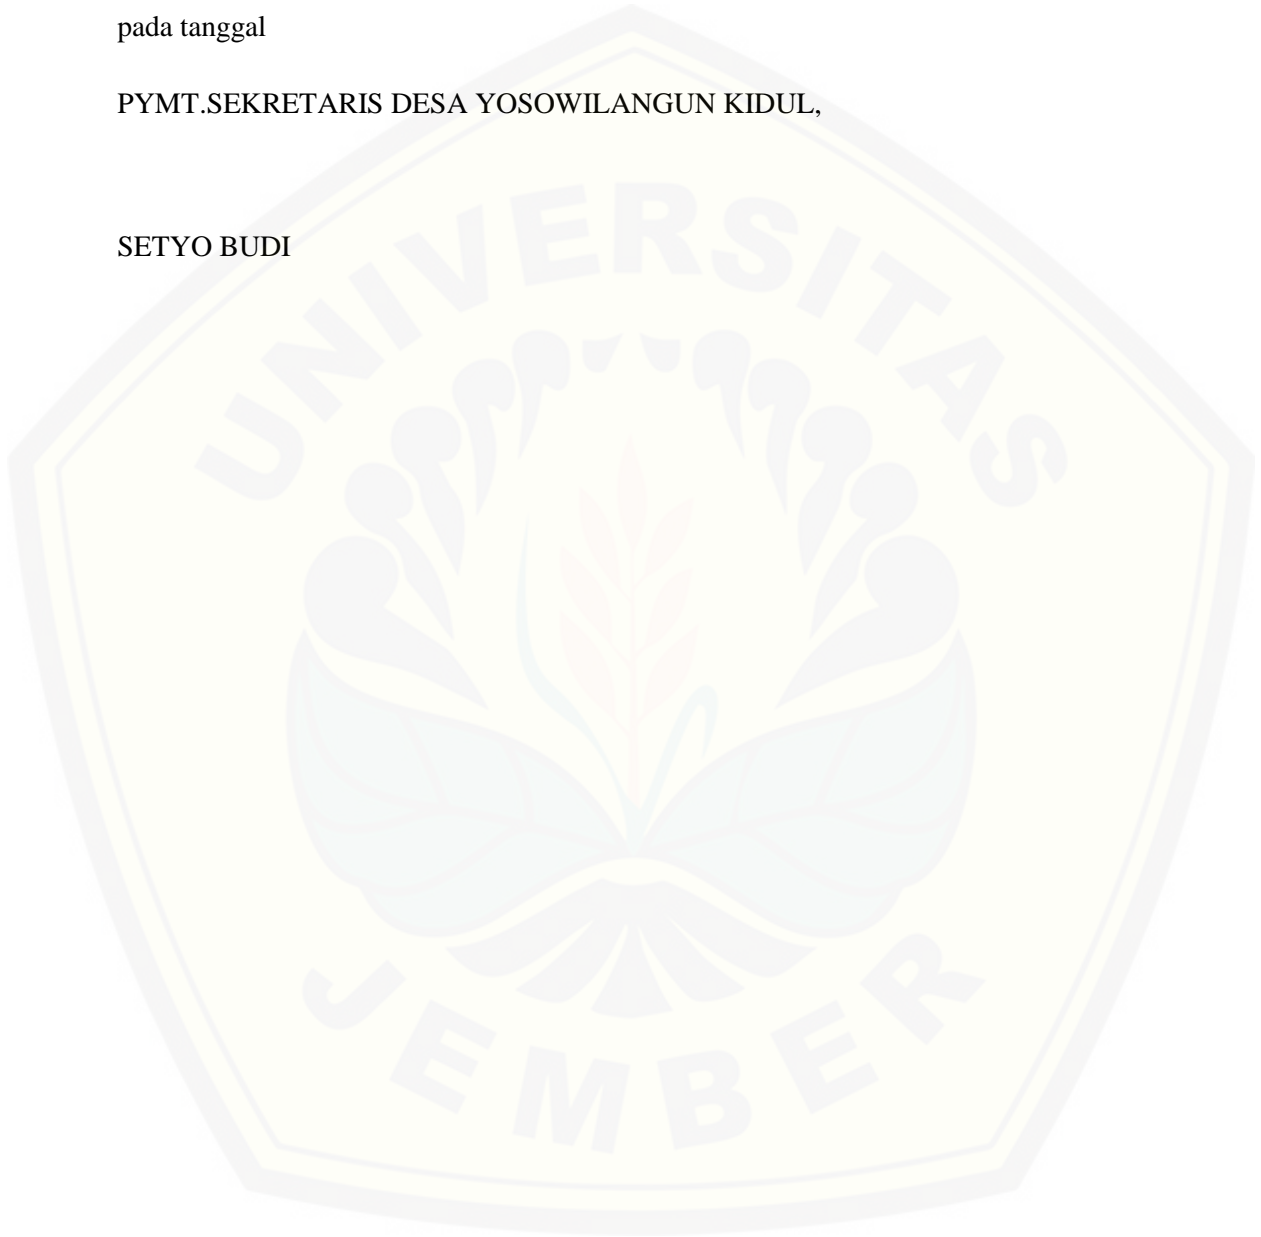 pada tanggal
PYMT.SEKRETARIS DESA YOSOWILANGUN KIDUL,
SETYO BUDI
UNIVERSITAS
JEMBER